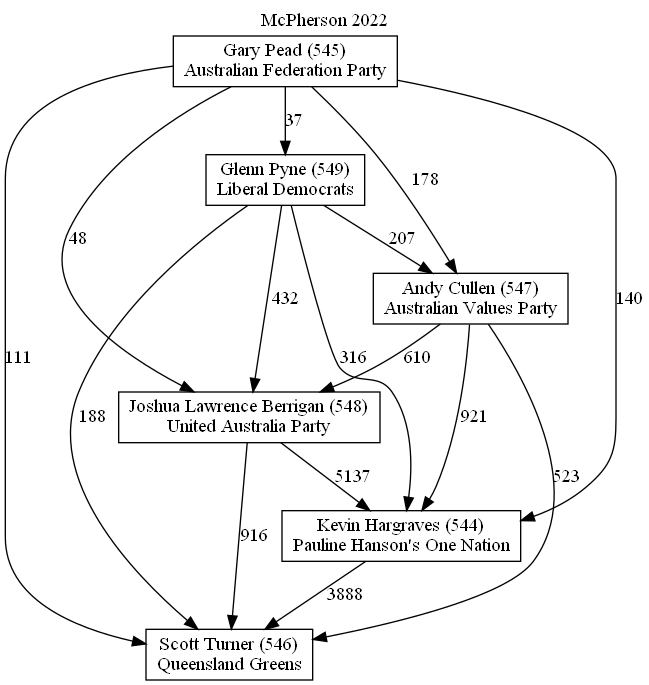 McPherson 2022
Gary Pead (545)
Australian Federation Party
37
Glenn Pyne (549)
Liberal Democrats
178
48
207
Andy Cullen (547)
Australian Values Party
432
140
111
316
610
Joshua Lawrence Berrigan (548)
United Australia Party
188
921
5137
523
Kevin Hargraves (544)
Pauline Hanson's One Nation
916
3888
Scott Turner (546)
Queensland Greens